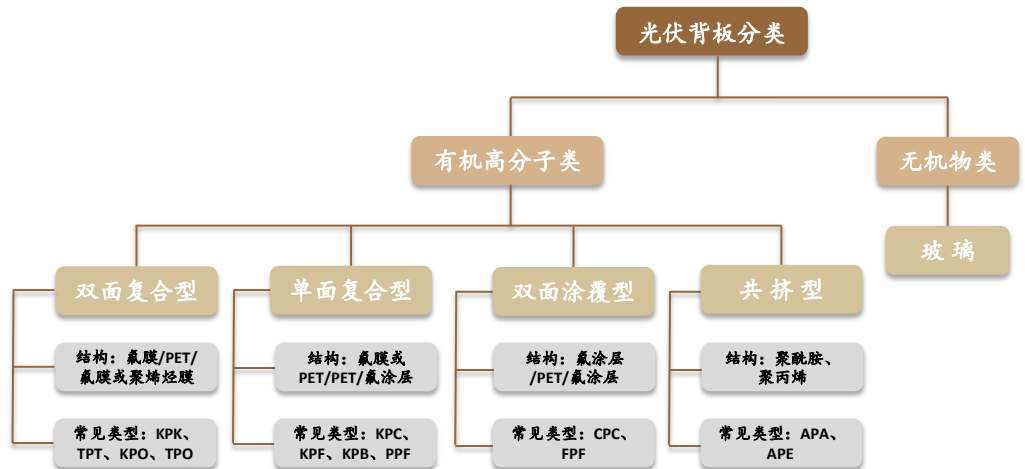 光伏背板分类
有机高分子类
无机物类
玻璃
双面复合型
单面复合型
双面涂覆型
共挤型
结构：氟膜/PET/
氟膜或聚烯烃膜
结构：氟膜或
PET/PET/氟涂层
结构：氟涂层
/PET/氟涂层
结构：聚酰胺、
聚丙烯
常见类型：KPK、
TPT、KPO、TPO
常见类型：KPC、
KPF、KPB、PPF
常见类型：CPC、
FPF
常见类型：APA、
APE